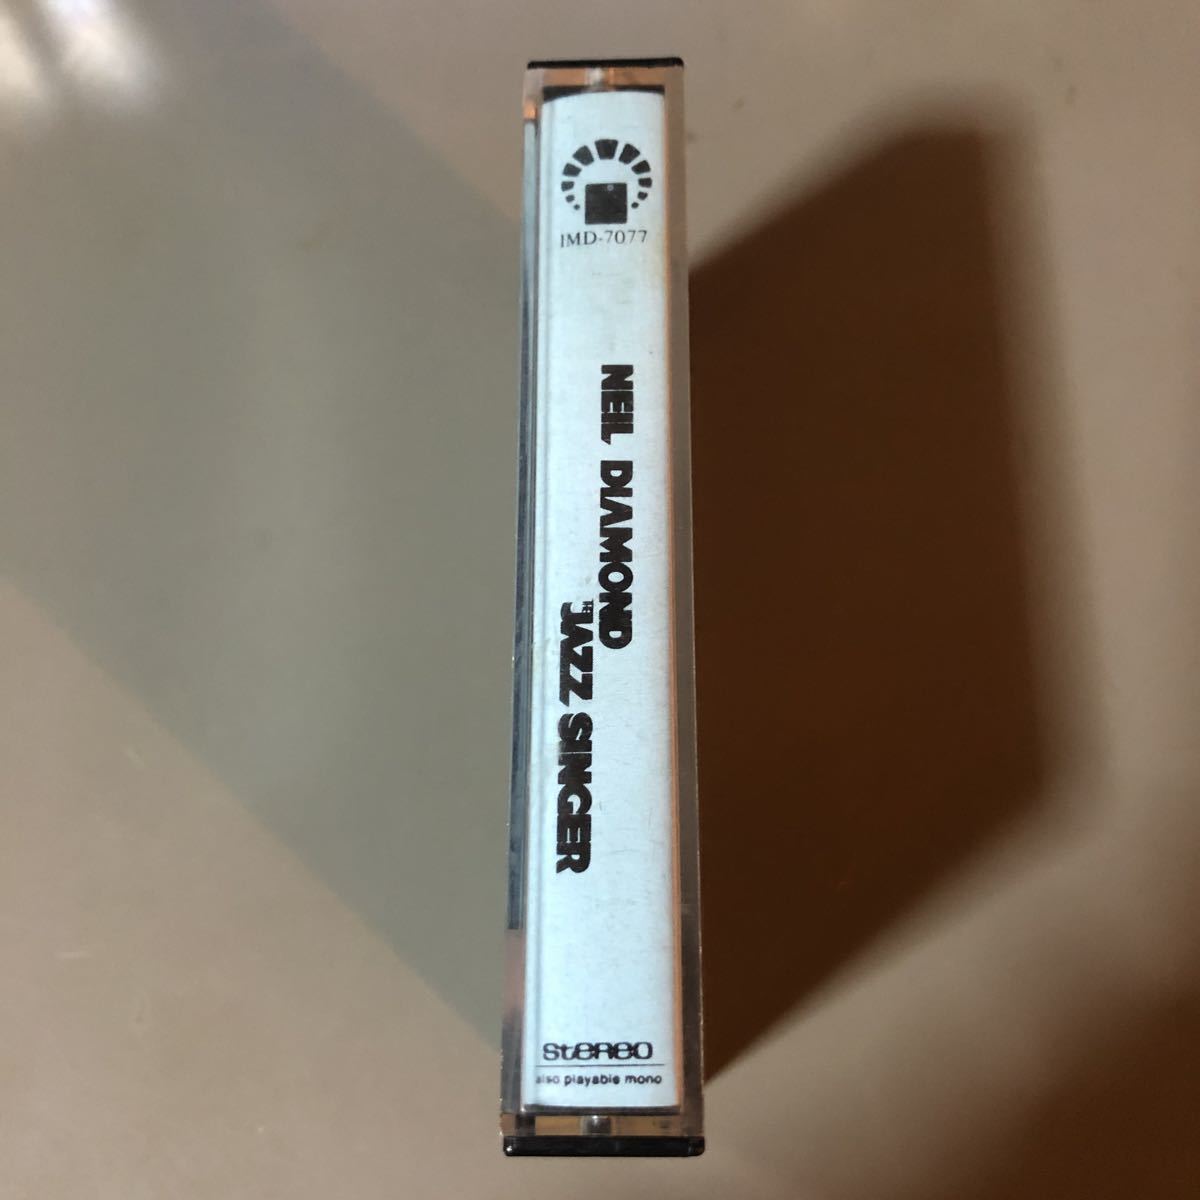 IMD-7077
NEIL DIAMOND
THE
JAZZ SINGER
STEREO
also playable mono